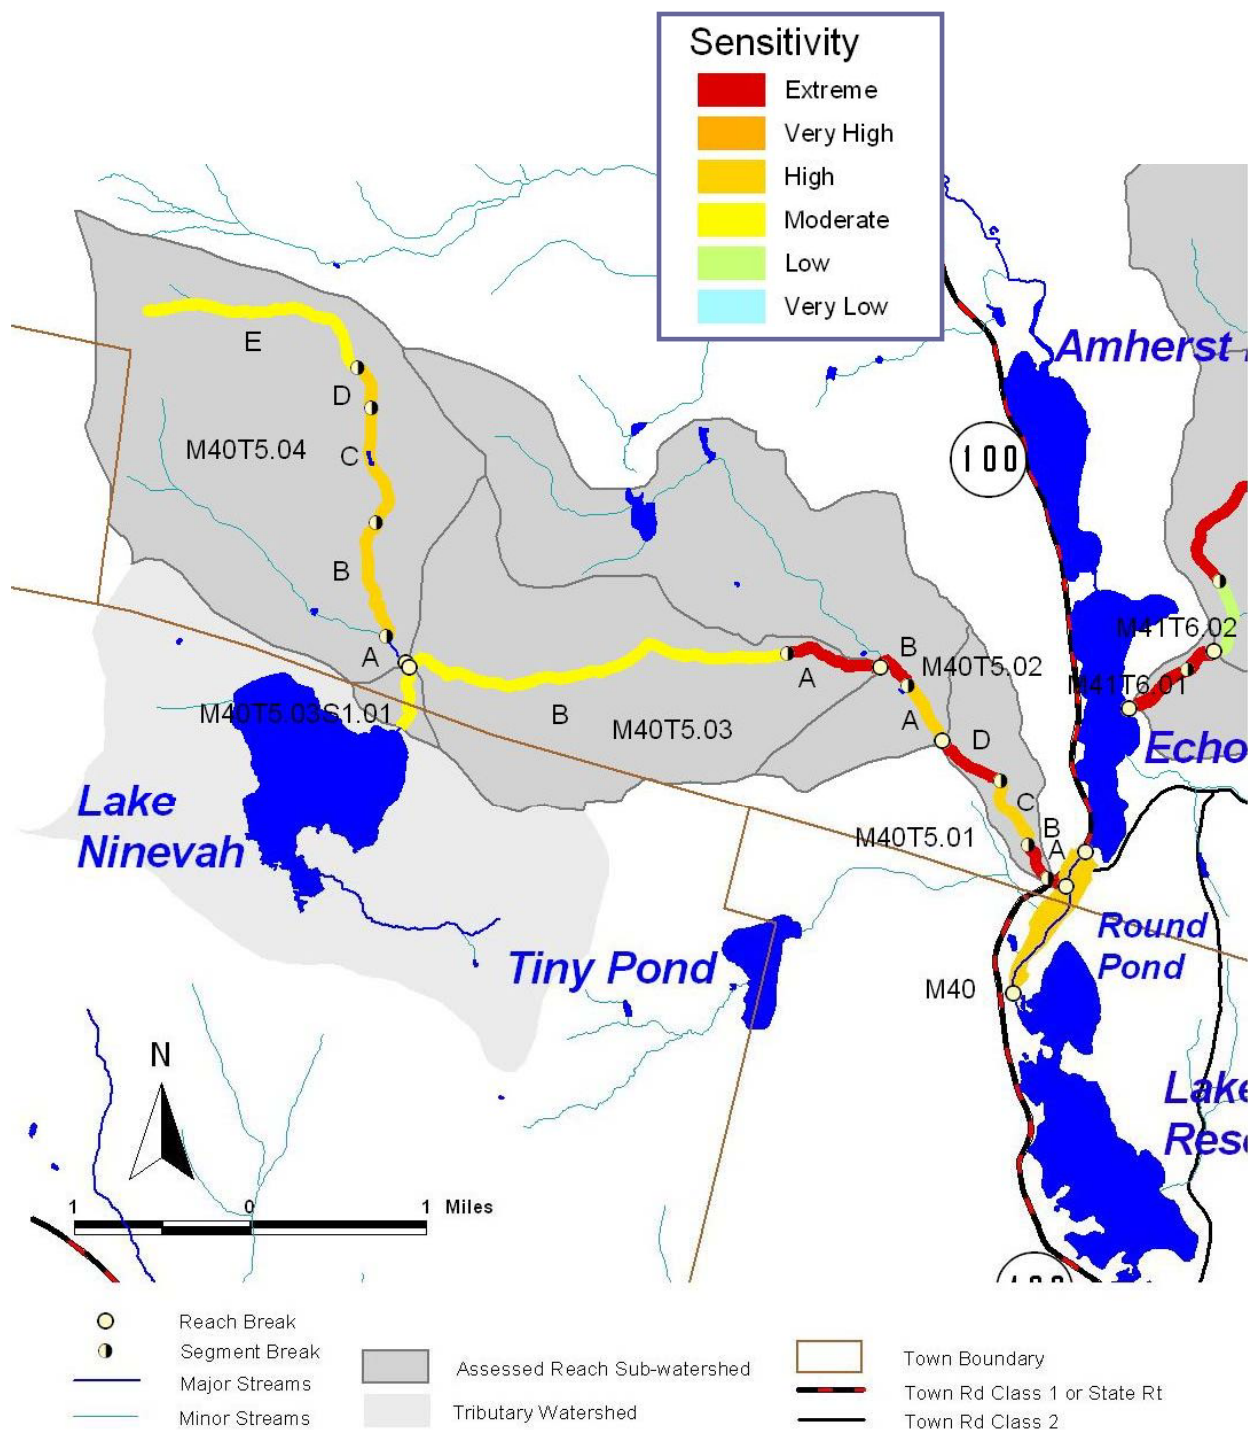 Sensitivity
Extreme
Very High
High
Moderate
Low
Very Low
Amherst
E
D
M40T5.04
C
100
B
M41T6.02
A
B
M40T5.02
A
M41T6.01
M40T5.03S1.01
B
M40T5.03
A
D
Echo
Lake
Ninevah
C
B
M40T5.01
A
Round
Pond
Tiny Pond
M40
N
Lake
Res
1 0 1 Miles
Reach Break
Segment Break
Major Streams
Minor Streams
Assessed Reach Sub-watershed
Tributary Watershed
Town Boundary
Town Rd Class 1 or State Rt
Town Rd Class 2